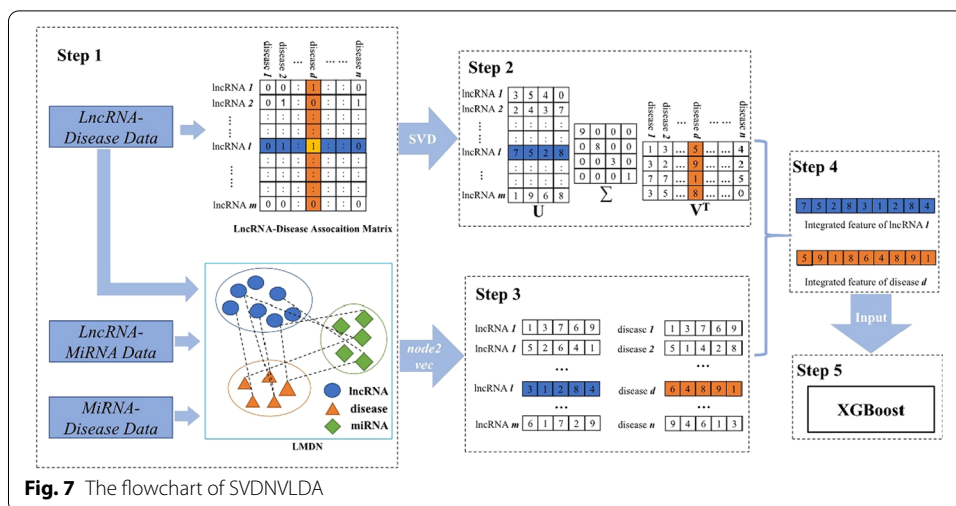 Step 1
disease 1
disease 2
disease d
disease n
lncRNA 1 0 0 : 1 : : 0
lncRNA 2 0 1 : 0 : : 1
: : : : : : :
: : : : : : :
lncRNA l 0 1 : 1 : : 0
: : : : : : :
: : : : : : :
: : : : : : :
lncRNA m : : : 0 : : :
LncRNA-Disease Assocaition Matrix
LncRNA-
Disease Data
LncRNA-
MiRNA Data
MiRNA-
Disease Data
lncRNA
disease
miRNA
LMDN
SVD
node2
vec
Step 2
lncRNA 1 3 5 4 0
lncRNA 2 2 4 3 7
: : : :
: : : :
lncRNA l 7 5 2 8
: : : :
: : : :
lncRNA m 1 9 6 8
U
9 0 0 0
0 8 0 0
0 0 3 0
0 0 0 1
∑
disease 1
disease 2
disease d
disease n
1 3 ... 5 ... ... 4
3 2 ... 9 ... ... 2
7 7 ... 1 ... ... 5
3 5 ... 8 ... ... 0
V^T
Step 3
lncRNA 1 1 3 7 6 9
lncRNA 1 5 2 6 4 1
...
lncRNA l 3 1 2 8 4
...
lncRNA m 6 1 7 2 9
disease 1 1 3 7 6 9
disease 2 5 1 4 2 8
...
disease d 6 4 8 9 1
...
disease n 9 4 6 1 3
Step 4
7 5 2 8 3 1 2 8 4
Integrated feature of lncRNA l
5 9 1 8 6 4 8 9 1
Integrated feature of disease d
Input
Step 5
XGBoost
Fig. 7 The flowchart of SVDNVLDA